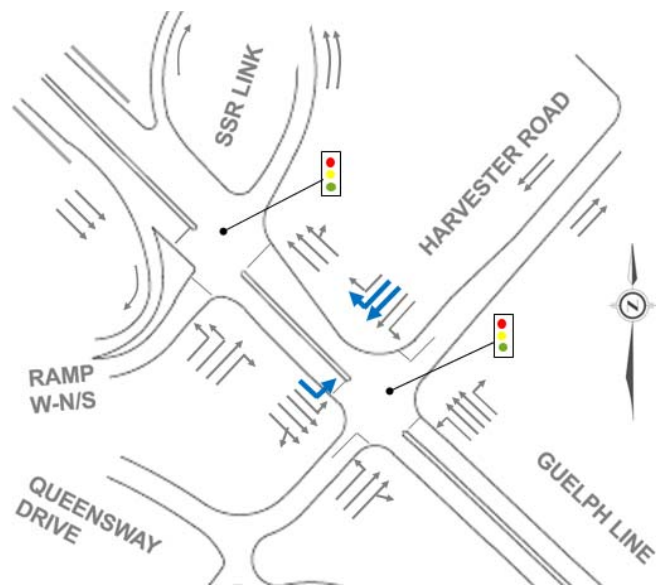 SSR LINK
HARVESTER ROAD
RAMP
W-N/S
QUEENSWAY
DRIVE
GUELPH LINE